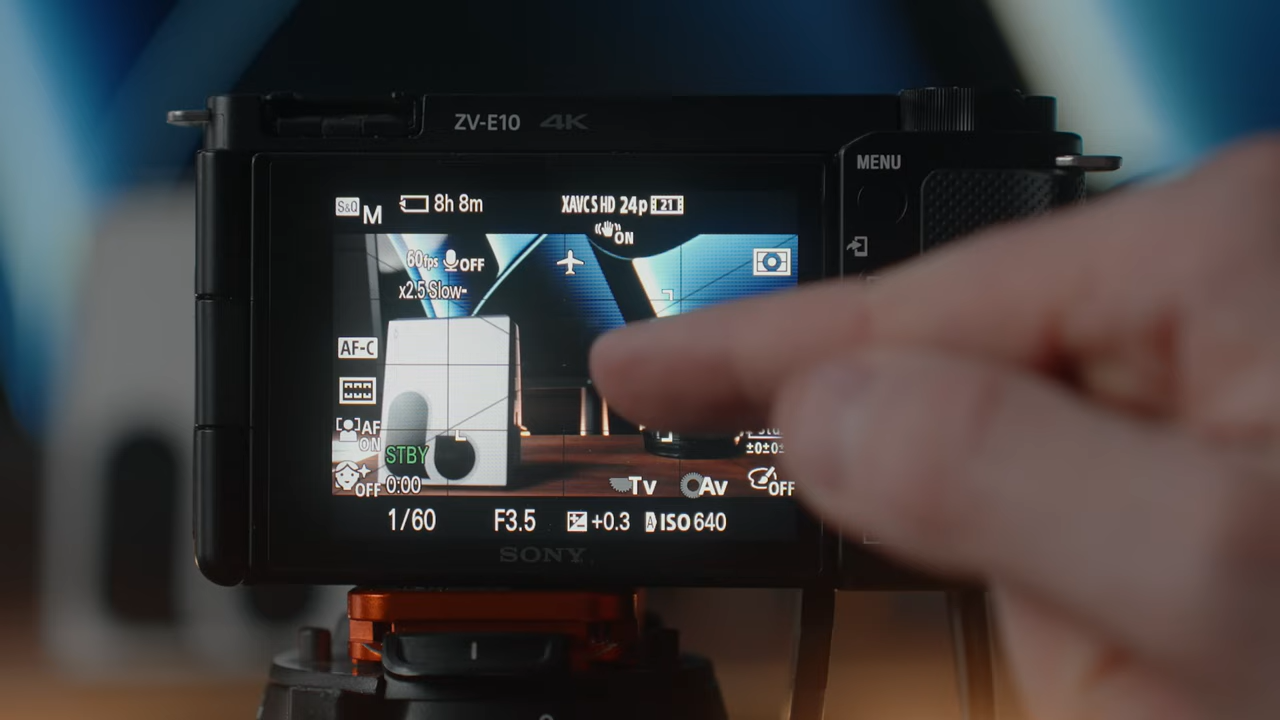 ZV-E10 4K
MENU
S&Q M 8h 8m XAVC S HD 24p 21
ON
60fps OFF
x2.5 Slow-
AF-C
AF
ON
STBY
OFF 0:00 Tv Av OFF
1/60 F3.5 +0.3 A ISO 640
SONY